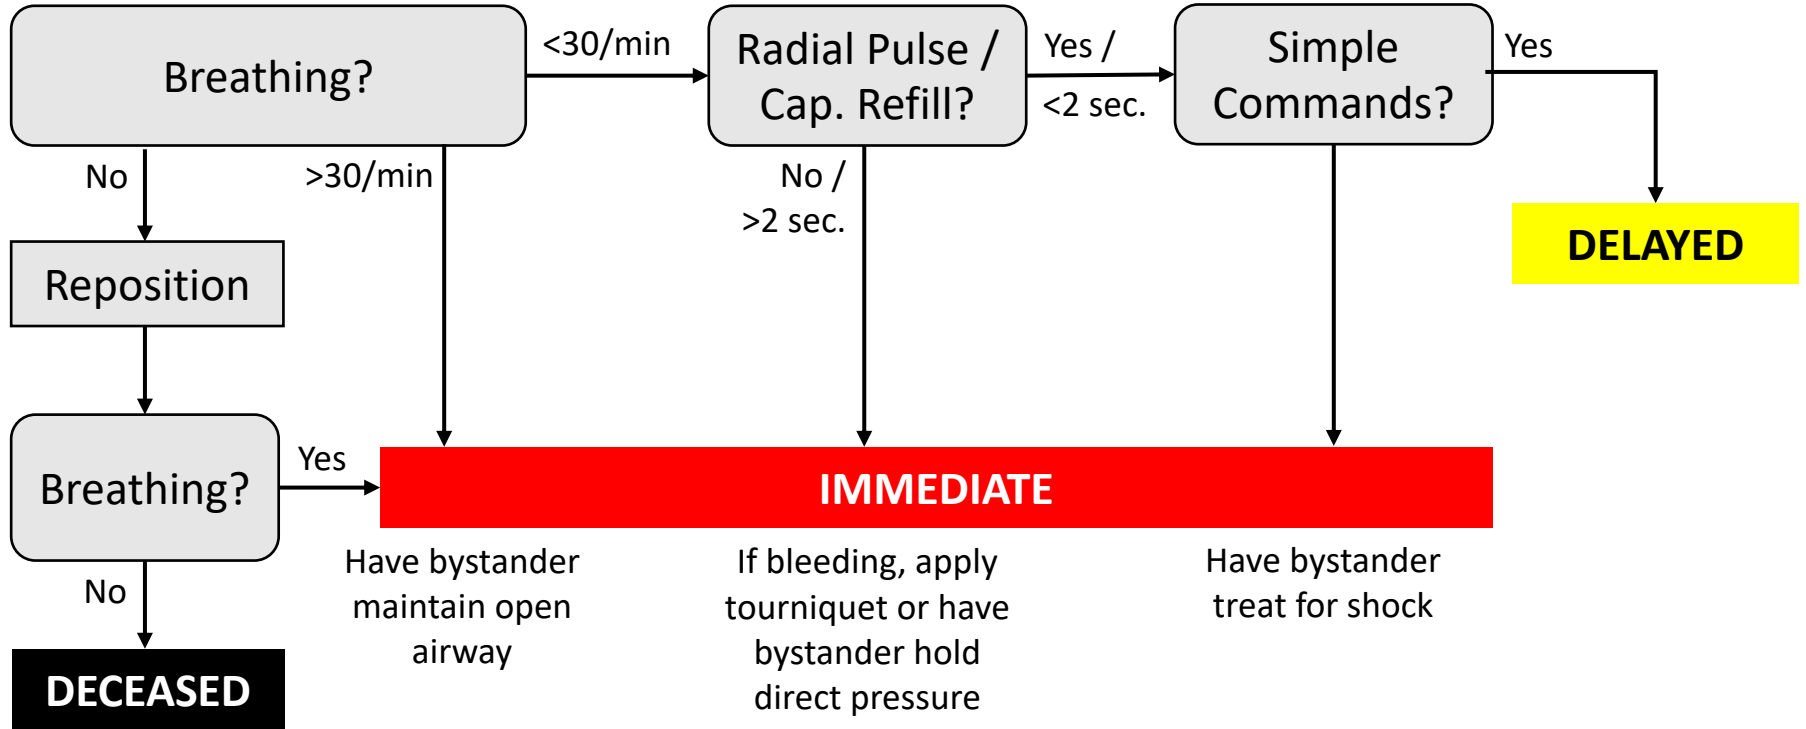 Breathing?
<30/min
Radial Pulse /
Cap. Refill?
Yes /
<2 sec.
Simple
Commands?
Yes
No
>30/min
No /
>2 sec.
DELAYED
Reposition
Breathing?
Yes
IMMEDIATE
No
Have bystander
maintain open
airway
If bleeding, apply
tourniquet or have
bystander hold
direct pressure
Have bystander
treat for shock
DECEASED